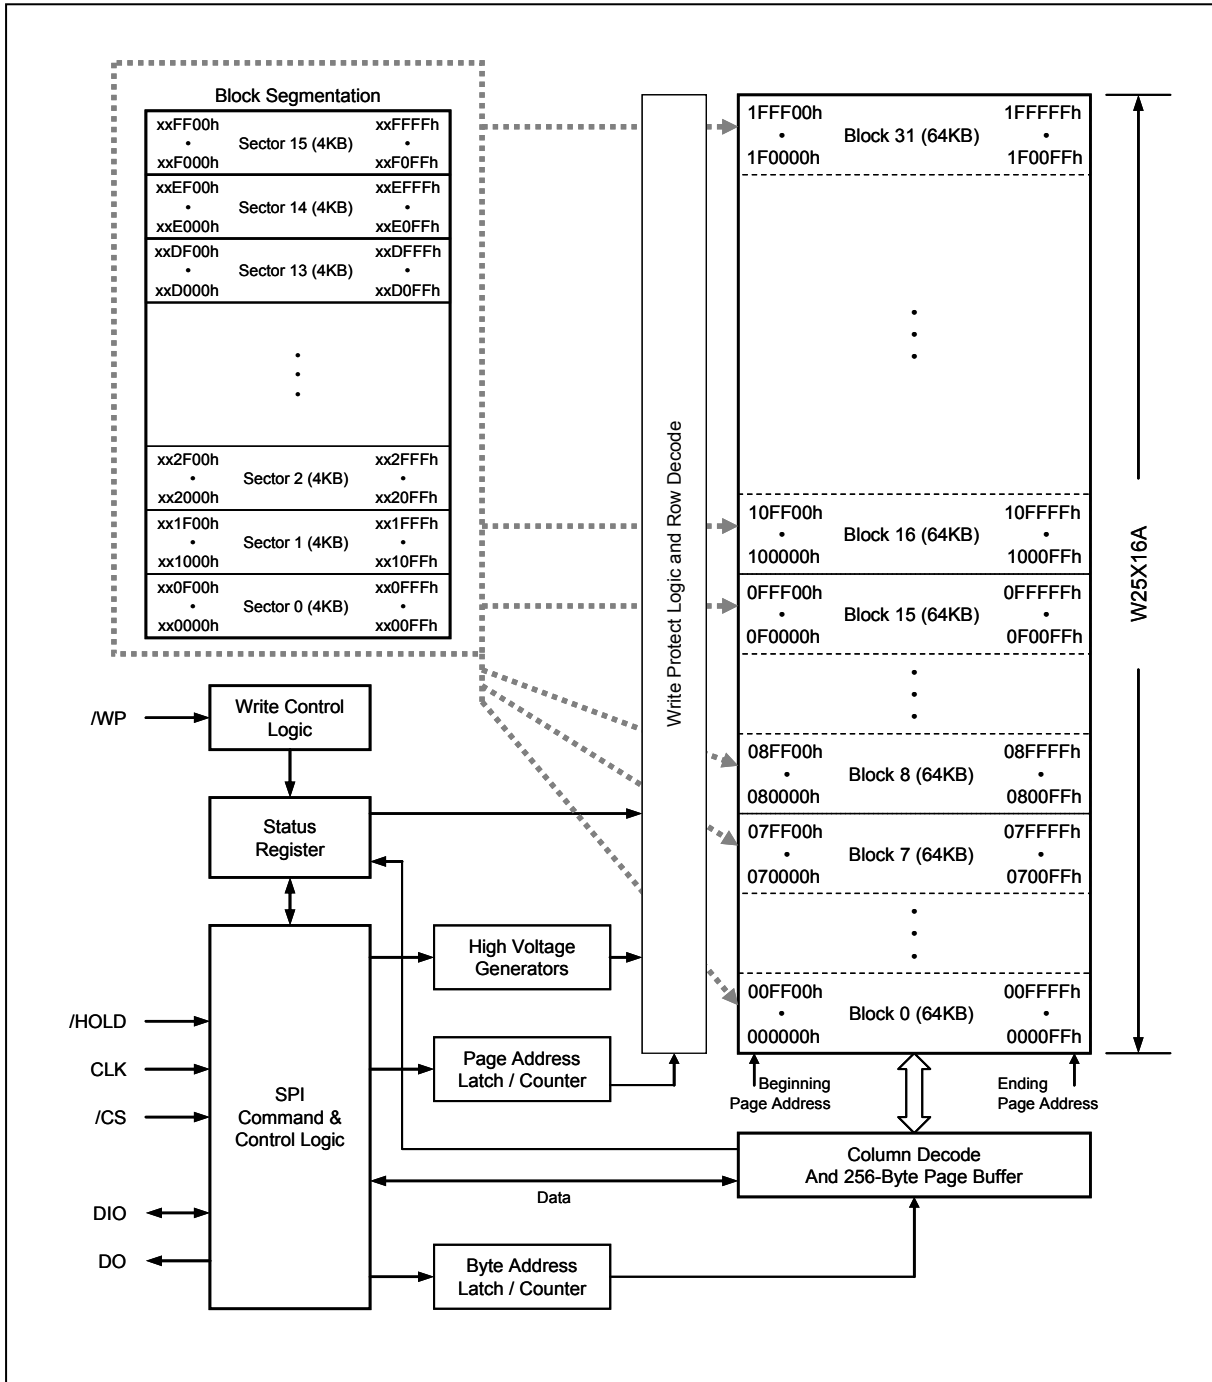 Block Segmentation
xxFF00h xxFFFFh
• Sector 15 (4KB) •
xxF000h xxF0FFh
xxEF00h xxEFFFh
• Sector 14 (4KB) •
xxE000h xxE0FFh
xxDF00h xxDFFFh
• Sector 13 (4KB) •
xxD000h xxD0FFh
xx2F00h xx2FFFh
• Sector 2 (4KB) •
xx2000h xx20FFh
xx1F00h xx1FFFh
• Sector 1 (4KB) •
xx1000h xx10FFh
xx0F00h xx0FFFh
• Sector 0 (4KB) •
xx0000h xx00FFh
Write Protect Logic and Row Decode
1FFF00h 1FFFFFh
• Block 31 (64KB) •
1F0000h 1F00FFh
10FF00h 10FFFFh
• Block 16 (64KB) •
100000h 1000FFh
0FFF00h 0FFFFFh
• Block 15 (64KB) •
0F0000h 0F00FFh
08FF00h 08FFFFh
• Block 8 (64KB) •
080000h 0800FFh
07FF00h 07FFFFh
• Block 7 (64KB) •
070000h 0700FFh
00FF00h 00FFFFh
• Block 0 (64KB) •
000000h 0000FFh
W25X16A
Beginning
Page Address
Ending
Page Address
/WP
Write Control
Logic
Status
Register
High Voltage
Generators
/HOLD
CLK
/CS
DIO
DO
SPI
Command &
Control Logic
Page Address
Latch / Counter
Column Decode
And 256-Byte Page Buffer
Data
Byte Address
Latch / Counter